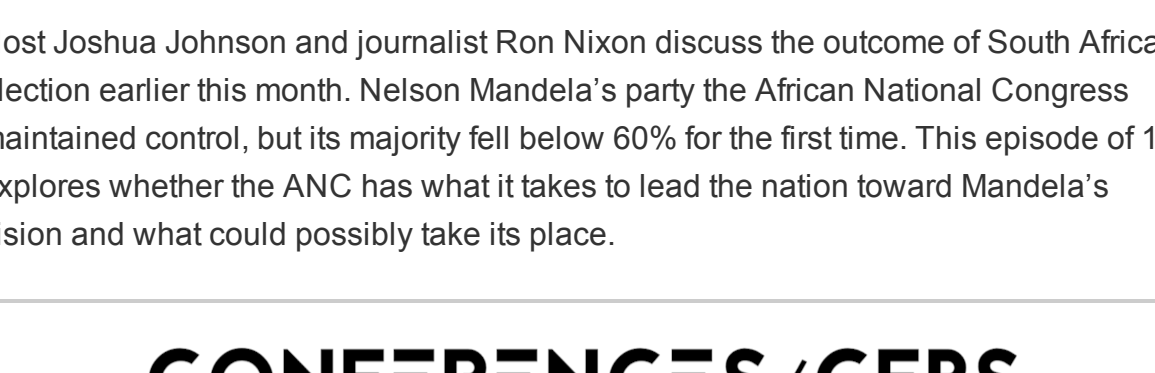 ost Joshua Johnson and journalist Ron Nixon discuss the outcome of South Africa
lection earlier this month. Nelson Mandela’s party the African National Congress
naintained control, but its majority fell below 60% for the first time. This episode of 1
xplores whether the ANC has what it takes to lead the nation toward Mandela’s
ision and what could possibly take its place.
CONFERENCES / CFPS